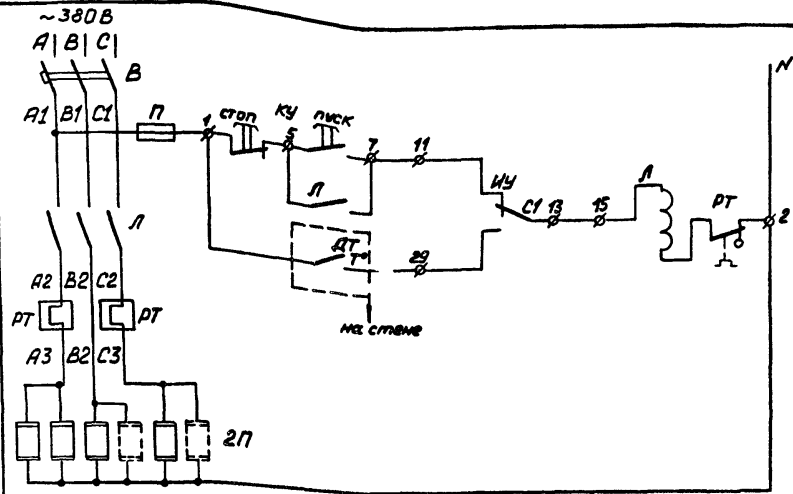 ~380В
А В С
В
N
А1 В1 С1
П
1
стоп
КУ
5
пуск
7
11
Л
ИУ
С1
13
15
Л
РТ
2
Л
ДТ
Т°
29
на стене
А2 В2 С2
РТ
РТ
А3 В2 С3
2П